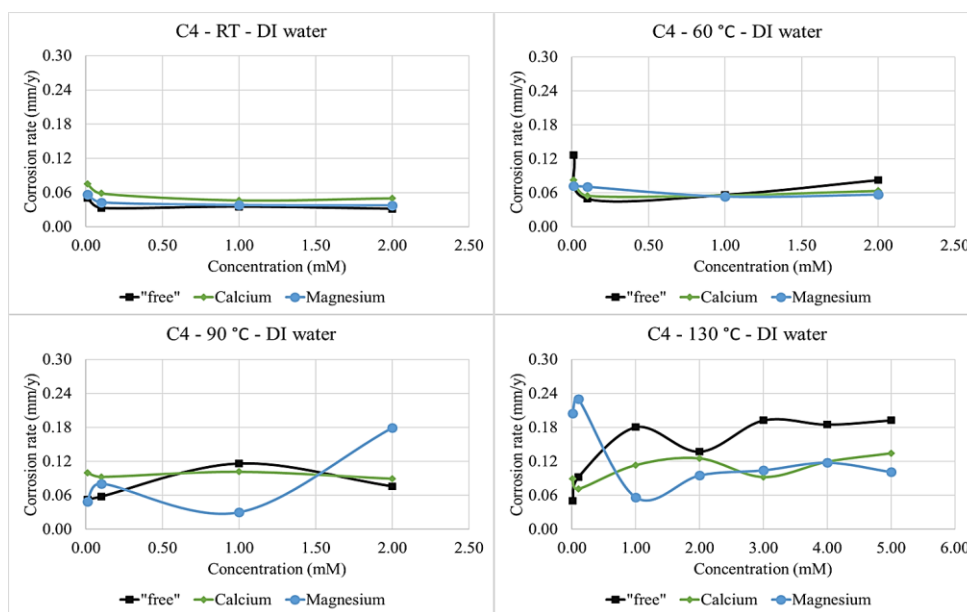 C4 - RT - DI water
Corrosion rate (mm/y)
0.30
0.24
0.18
0.12
0.06
0.00
0.00 0.50 1.00 1.50 2.00 2.50
Concentration (mM)
"free" Calcium Magnesium
C4 - 60 °C - DI water
Corrosion rate (mm/y)
0.30
0.24
0.18
0.12
0.06
0.00
0.00 0.50 1.00 1.50 2.00 2.50
Concentration (mM)
"free" Calcium Magnesium
C4 - 90 °C - DI water
Corrosion rate (mm/y)
0.30
0.24
0.18
0.12
0.06
0.00
0.00 0.50 1.00 1.50 2.00 2.50
Concentration (mM)
"free" Calcium Magnesium
C4 - 130 °C - DI water
Corrosion rate (mm/y)
0.30
0.24
0.18
0.12
0.06
0.00
0.00 1.00 2.00 3.00 4.00 5.00 6.00
Concentration (mM)
"free" Calcium Magnesium